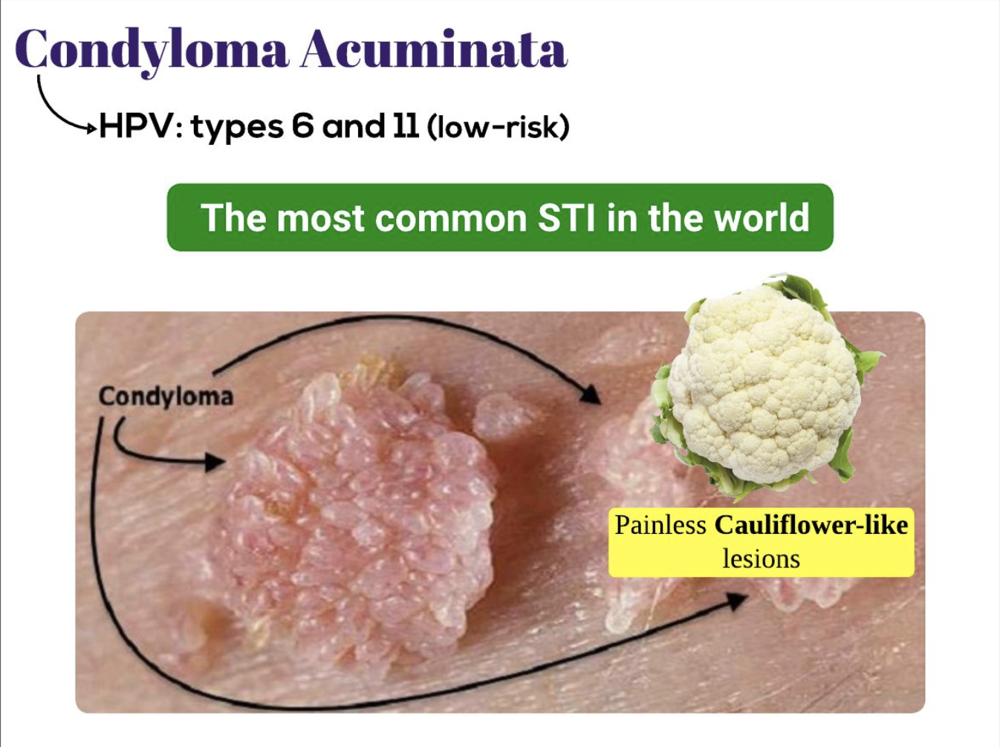 Condyloma Acuminata
HPV: types 6 and 11 (low-risk)
The most common STI in the world
Condyloma
Painless Cauliflower-like
lesions